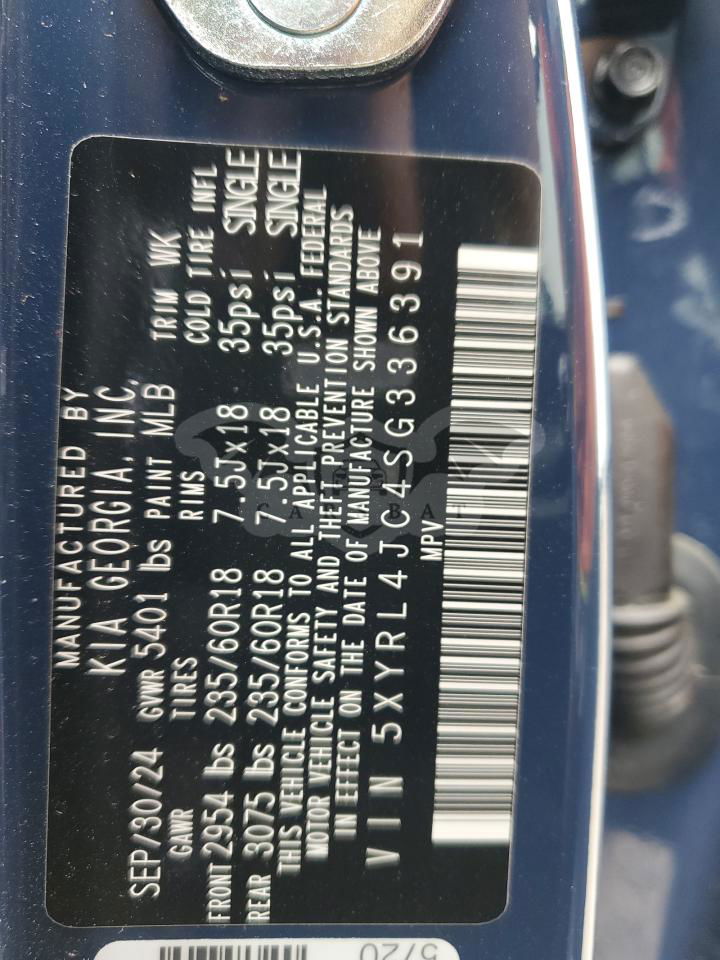 MANUFACTURED BY
KIA GEORGIA, INC.
SEP/30/24 GVWR 5401 lbs PAINT MLB TRIM WK
GAWR TIRES RIMS COLD TIRE INFL
FRONT 2954 lbs 235/60R18 7.5Jx18 35psi SINGLE
REAR 3075 lbs 235/60R18 7.5Jx18 35psi SINGLE
THIS VEHICLE CONFORMS TO ALL APPLICABLE U.S.A. FEDERAL
MOTOR VEHICLE SAFETY AND THEFT PREVENTION STANDARDS
IN EFFECT ON THE DATE OF MANUFACTURE SHOWN ABOVE
VIN 5XYRL4JC4SG336391
MPV
5/20